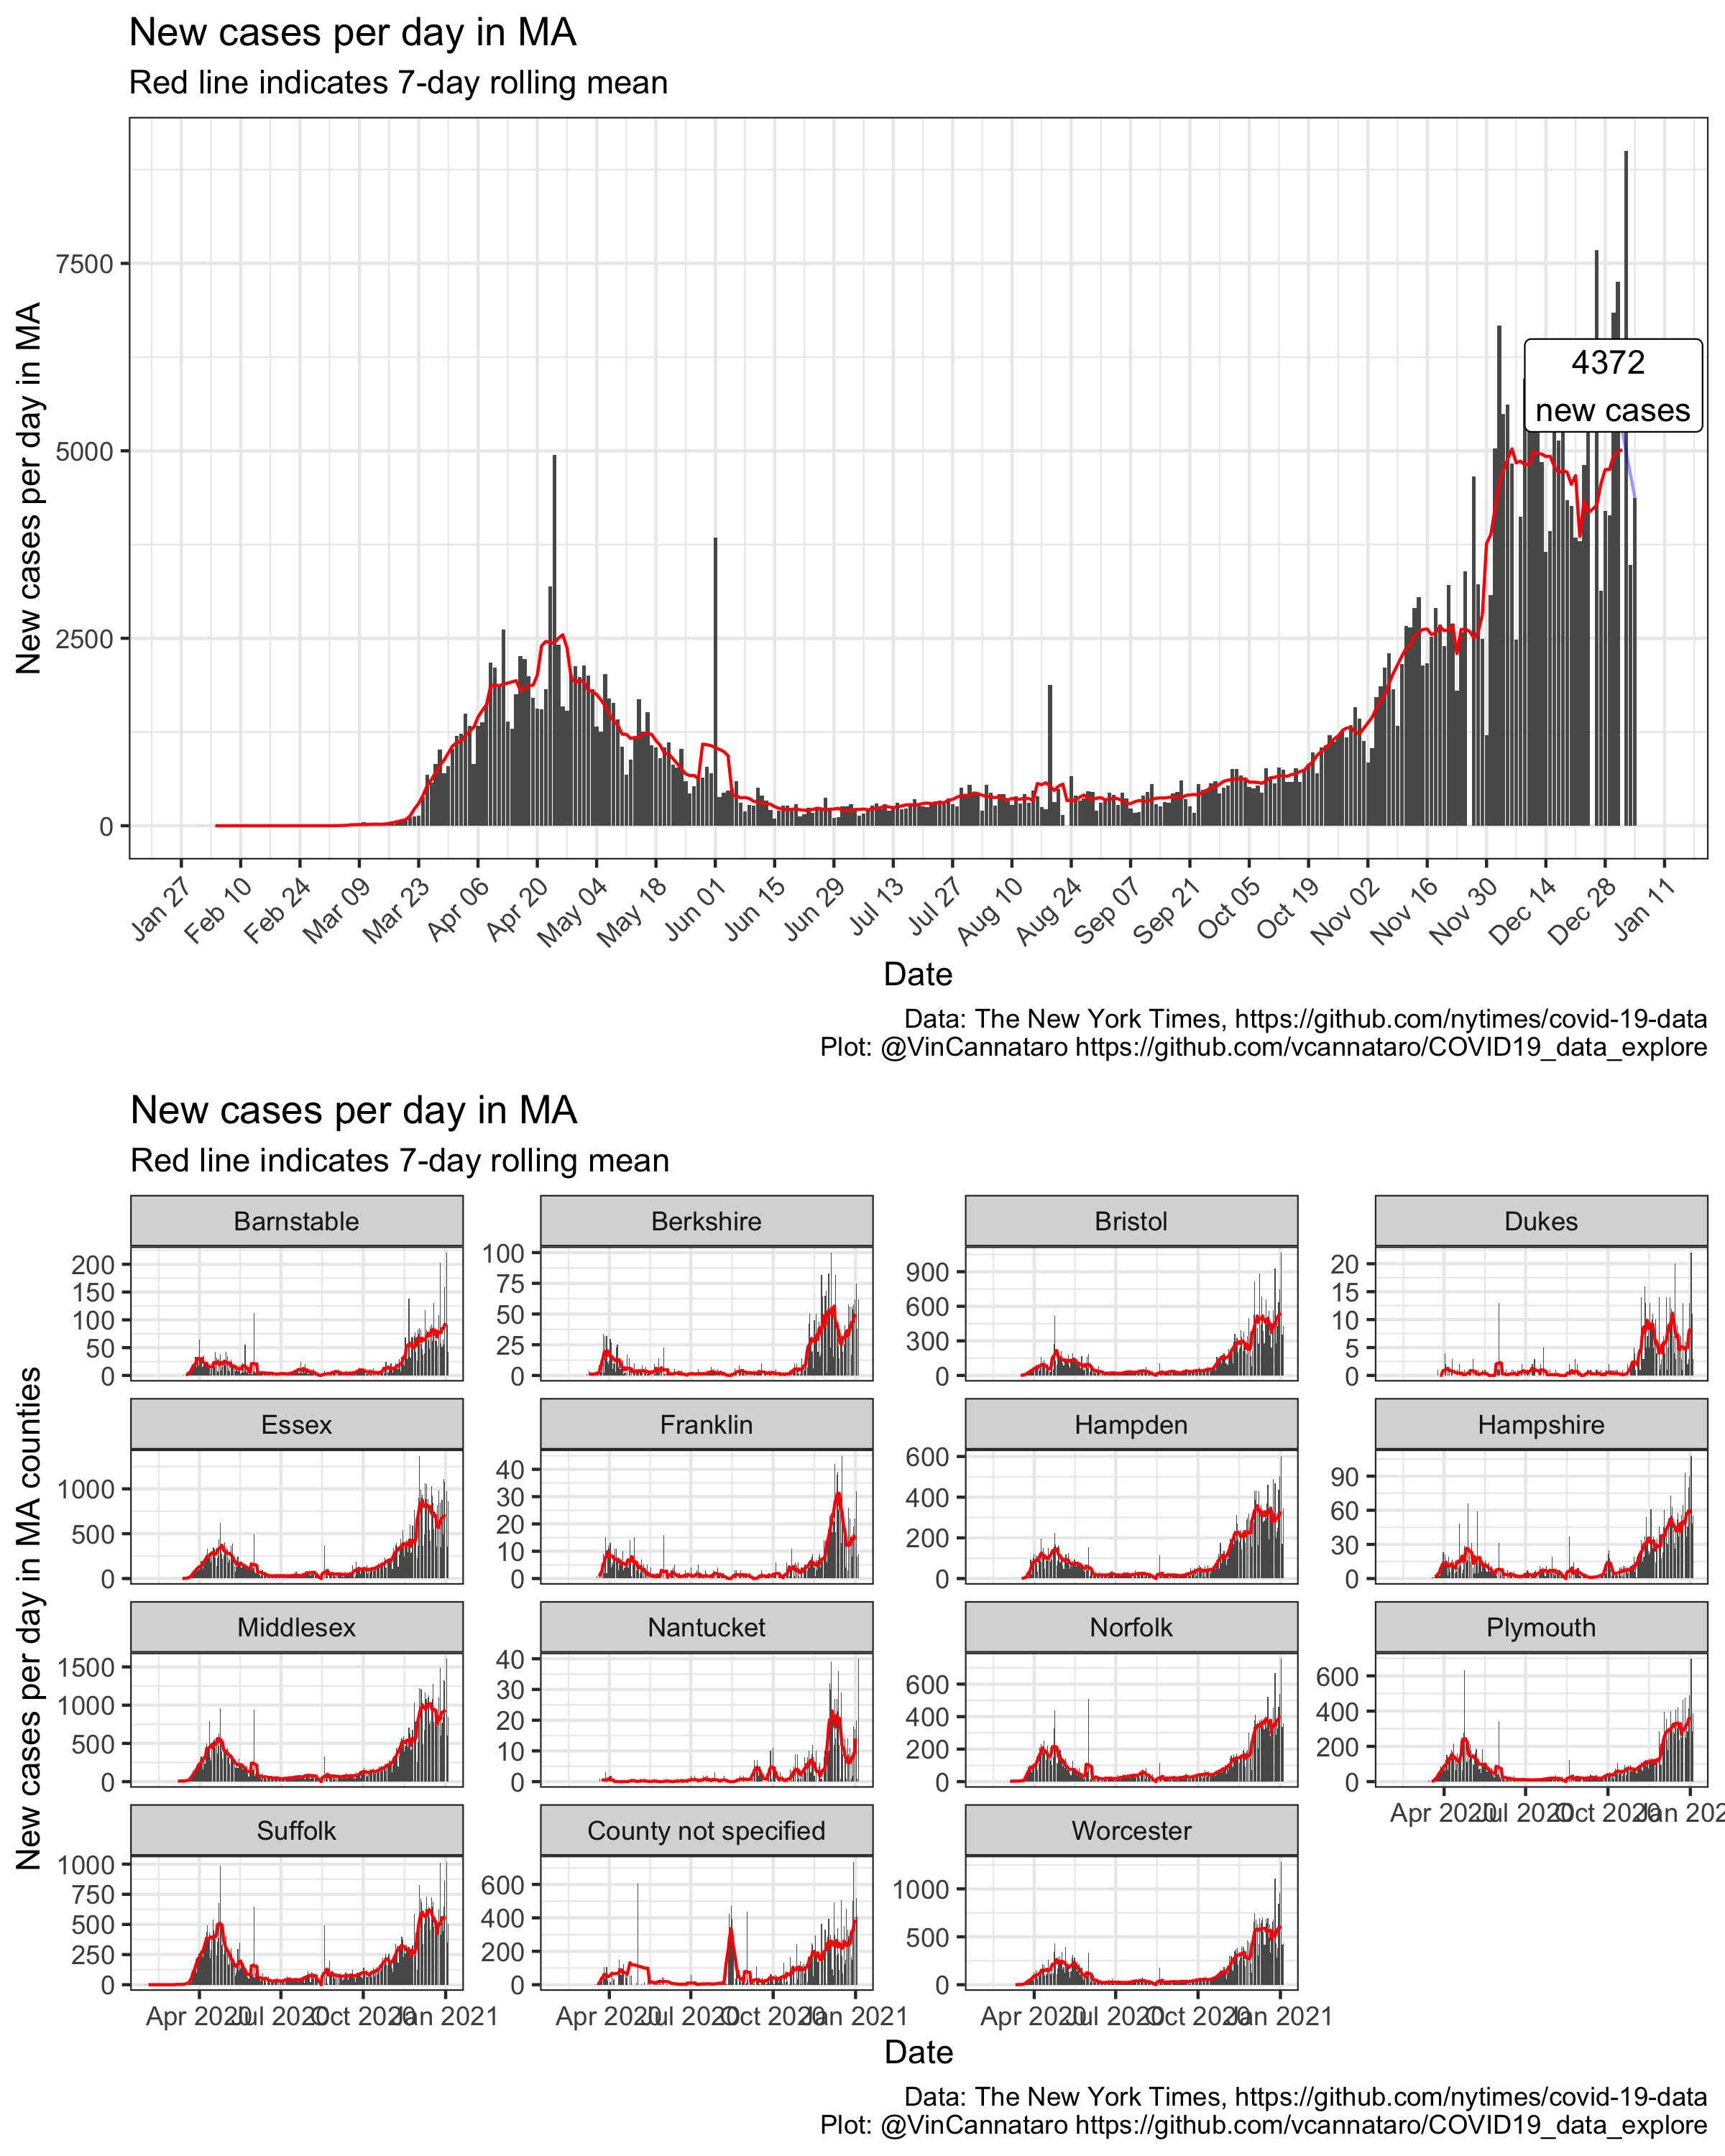 New cases per day in MA
Red line indicates 7-day rolling mean
New cases per day in MA
7500
5000
2500
0
4372
new cases
Jan 27
Feb 10
Feb 24
Mar 09
Mar 23
Apr 06
Apr 20
May 04
May 18
Jun 01
Jun 15
Jun 29
Jul 13
Jul 27
Aug 10
Aug 24
Sep 07
Sep 21
Oct 05
Oct 19
Nov 02
Nov 16
Nov 30
Dec 14
Dec 28
Jan 11
Date
Data: The New York Times, https://github.com/nytimes/covid-19-data
Plot: @VinCannataro https://github.com/vcannataro/COVID19_data_explore
New cases per day in MA
Red line indicates 7-day rolling mean
New cases per day in MA counties
Barnstable
200
150
100
50
0
Berkshire
100
75
50
25
0
Bristol
900
600
300
0
Dukes
20
15
10
5
0
Essex
1000
500
0
Franklin
40
30
20
10
0
Hampden
600
400
200
0
Hampshire
90
60
30
0
Middlesex
1500
1000
500
0
Nantucket
40
30
20
10
0
Norfolk
600
400
200
0
Plymouth
600
400
200
0
Apr 2020 Jul 2020 Oct 2020 Jan 202
Suffolk
1000
750
500
250
0
Apr 2020 Jul 2020 Oct 2020 Jan 2021
County not specified
600
400
200
0
Apr 2020 Jul 2020 Oct 2020 Jan 2021
Worcester
1000
500
0
Apr 2020 Jul 2020 Oct 2020 Jan 2021
Date
Data: The New York Times, https://github.com/nytimes/covid-19-data
Plot: @VinCannataro https://github.com/vcannataro/COVID19_data_explore